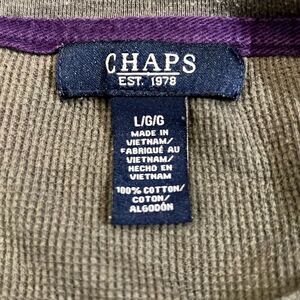 CHAPS
EST. 1978
L/G/G
MADE IN
VIETNAM/
FABRIQUÉ AU
VIETNAM/
HECHO EN
VIETNAM
100% COTTON/
COTON/
ALGODÓN